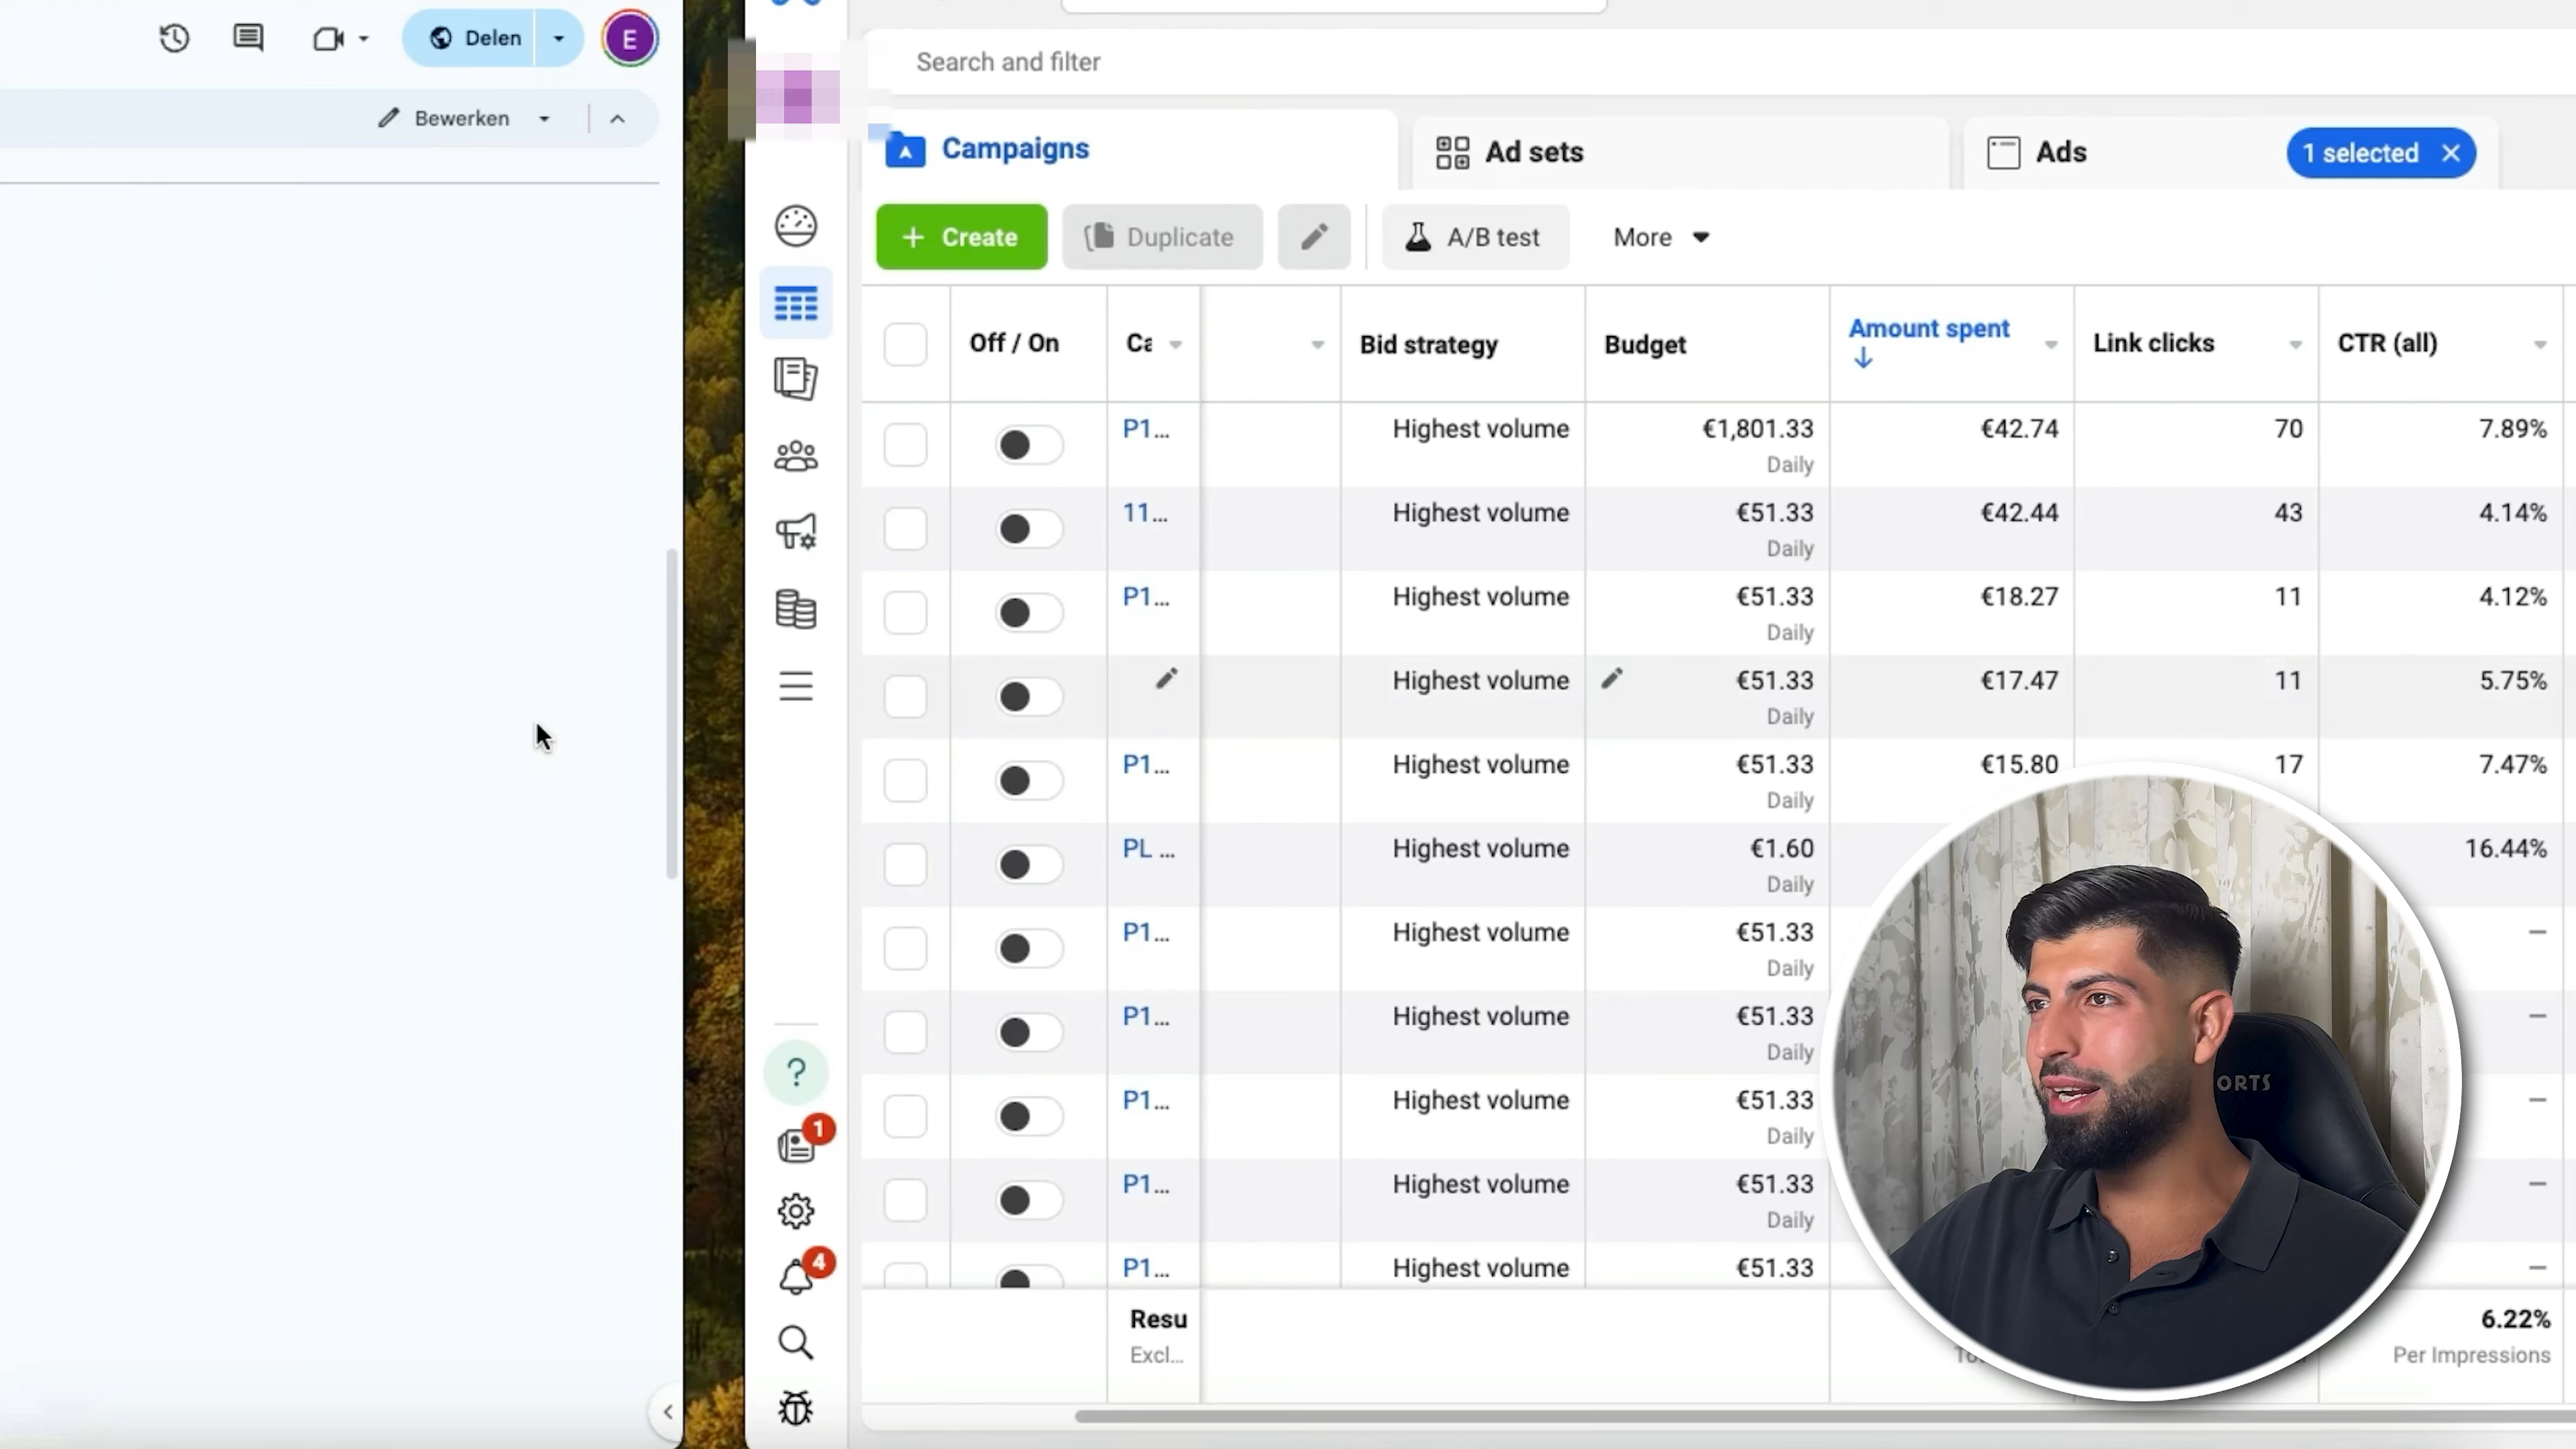 Delen
E
Bewerken
Search and filter
Campaigns
Ad sets
Ads
1 selected
Create
Duplicate
A/B test
More
Off / On
Ca
Bid strategy
Budget
Amount spent
Link clicks
CTR (all)
P1...
Highest volume
€1,801.33
€42.74
70
7.89%
Daily
11...
Highest volume
€51.33
€42.44
43
4.14%
Daily
P1...
Highest volume
€51.33
€18.27
11
4.12%
Daily
Highest volume
€51.33
€17.47
11
5.75%
Daily
P1...
Highest volume
€51.33
€15.80
17
7.47%
Daily
PL ...
Highest volume
€1.60
16.44%
Daily
P1...
Highest volume
€51.33
–
Daily
P1...
Highest volume
€51.33
–
Daily
P1...
Highest volume
€51.33
–
Daily
P1...
Highest volume
€51.33
–
Daily
P1...
Highest volume
€51.33
–
?
1
4
ORTS
Resu
6.22%
Excl...
Per Impressions